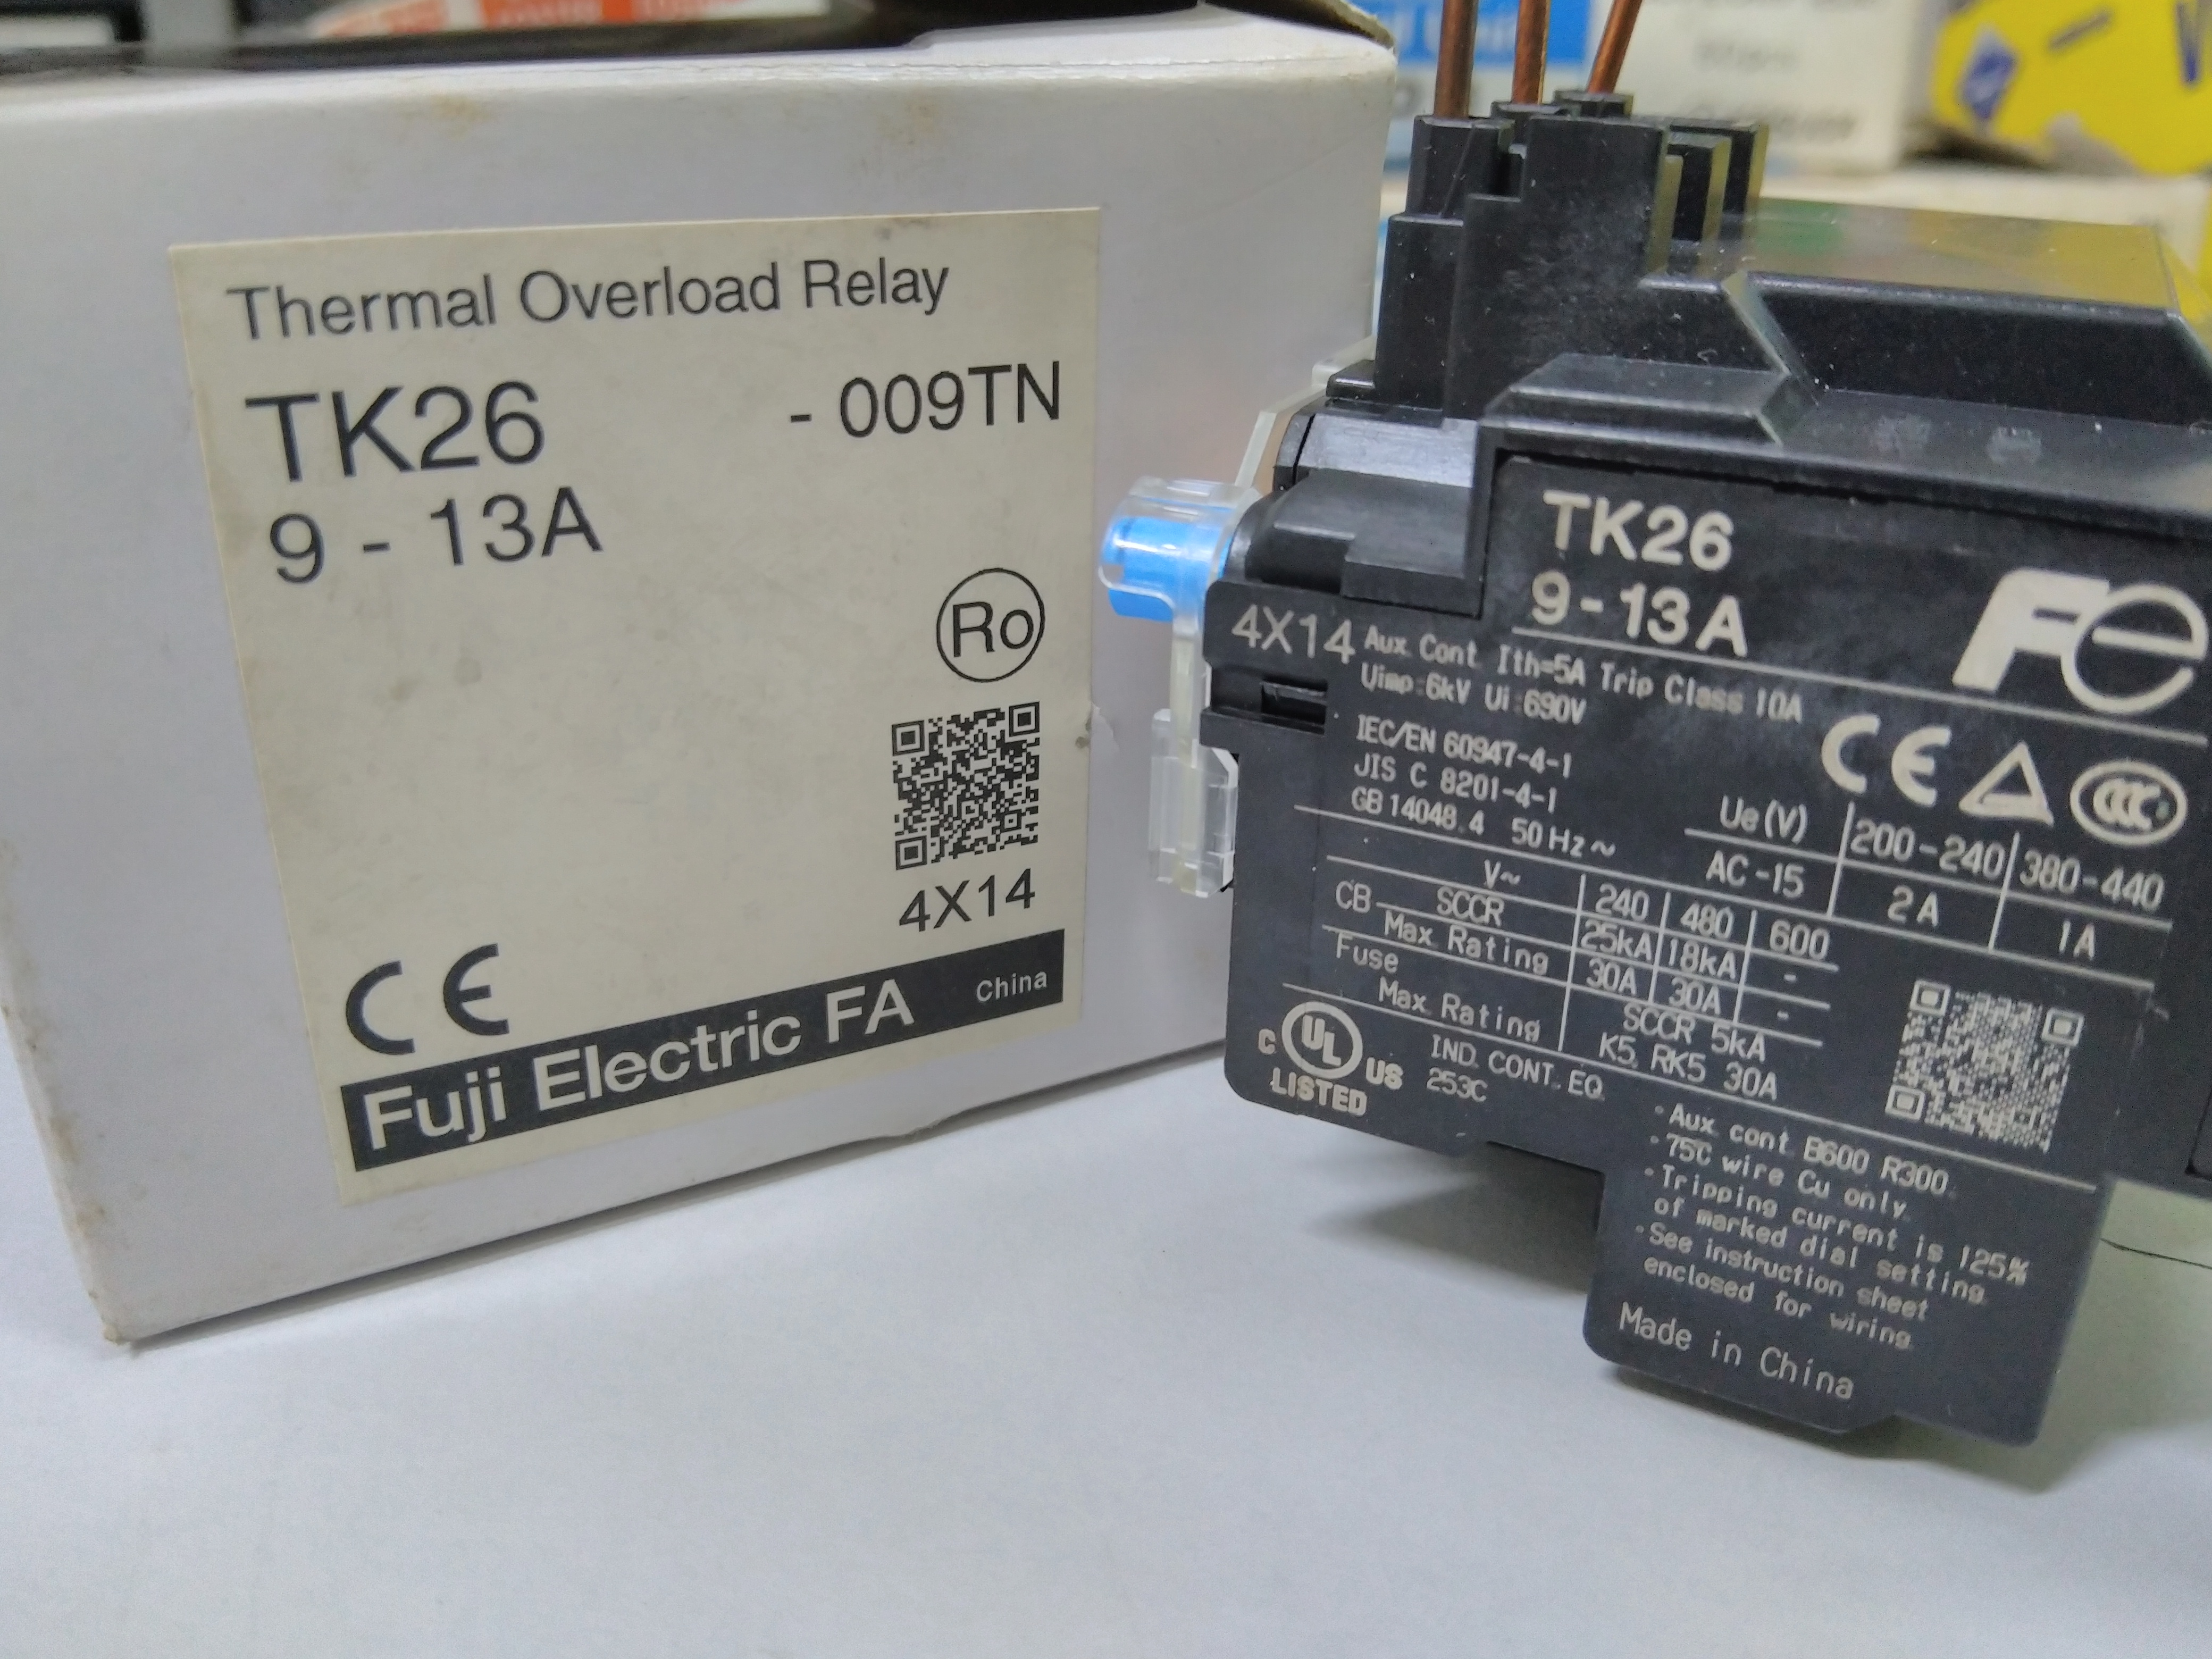 Thermal Overload Relay
TK26 - 009TN
9 - 13A
Ro
4X14
CE
Fuji Electric FA China
TK26
9-13A
Fe
4X14 Aux. Cont. Ith=5A Trip Class 10A
Uimp:6kV Ui:690V
IEC/EN 60947-4-1
JIS C 8201-4-1
GB 14048.4 50Hz~
CE CCC
Ue(V) 200-240 380-440
AC-15 2A 1A
V~ 240 480 600
CB SCCR 25kA 18kA -
Max. Rating 30A 30A -
Fuse SCCR 5kA
Max. Rating K5, RK5 30A
C UL US
LISTED
IND. CONT. EQ.
253C
·Aux. cont. B600 R300.
·75C wire Cu only.
·Tripping current is 125%
of marked dial setting.
·See instruction sheet
enclosed for wiring.
Made in China